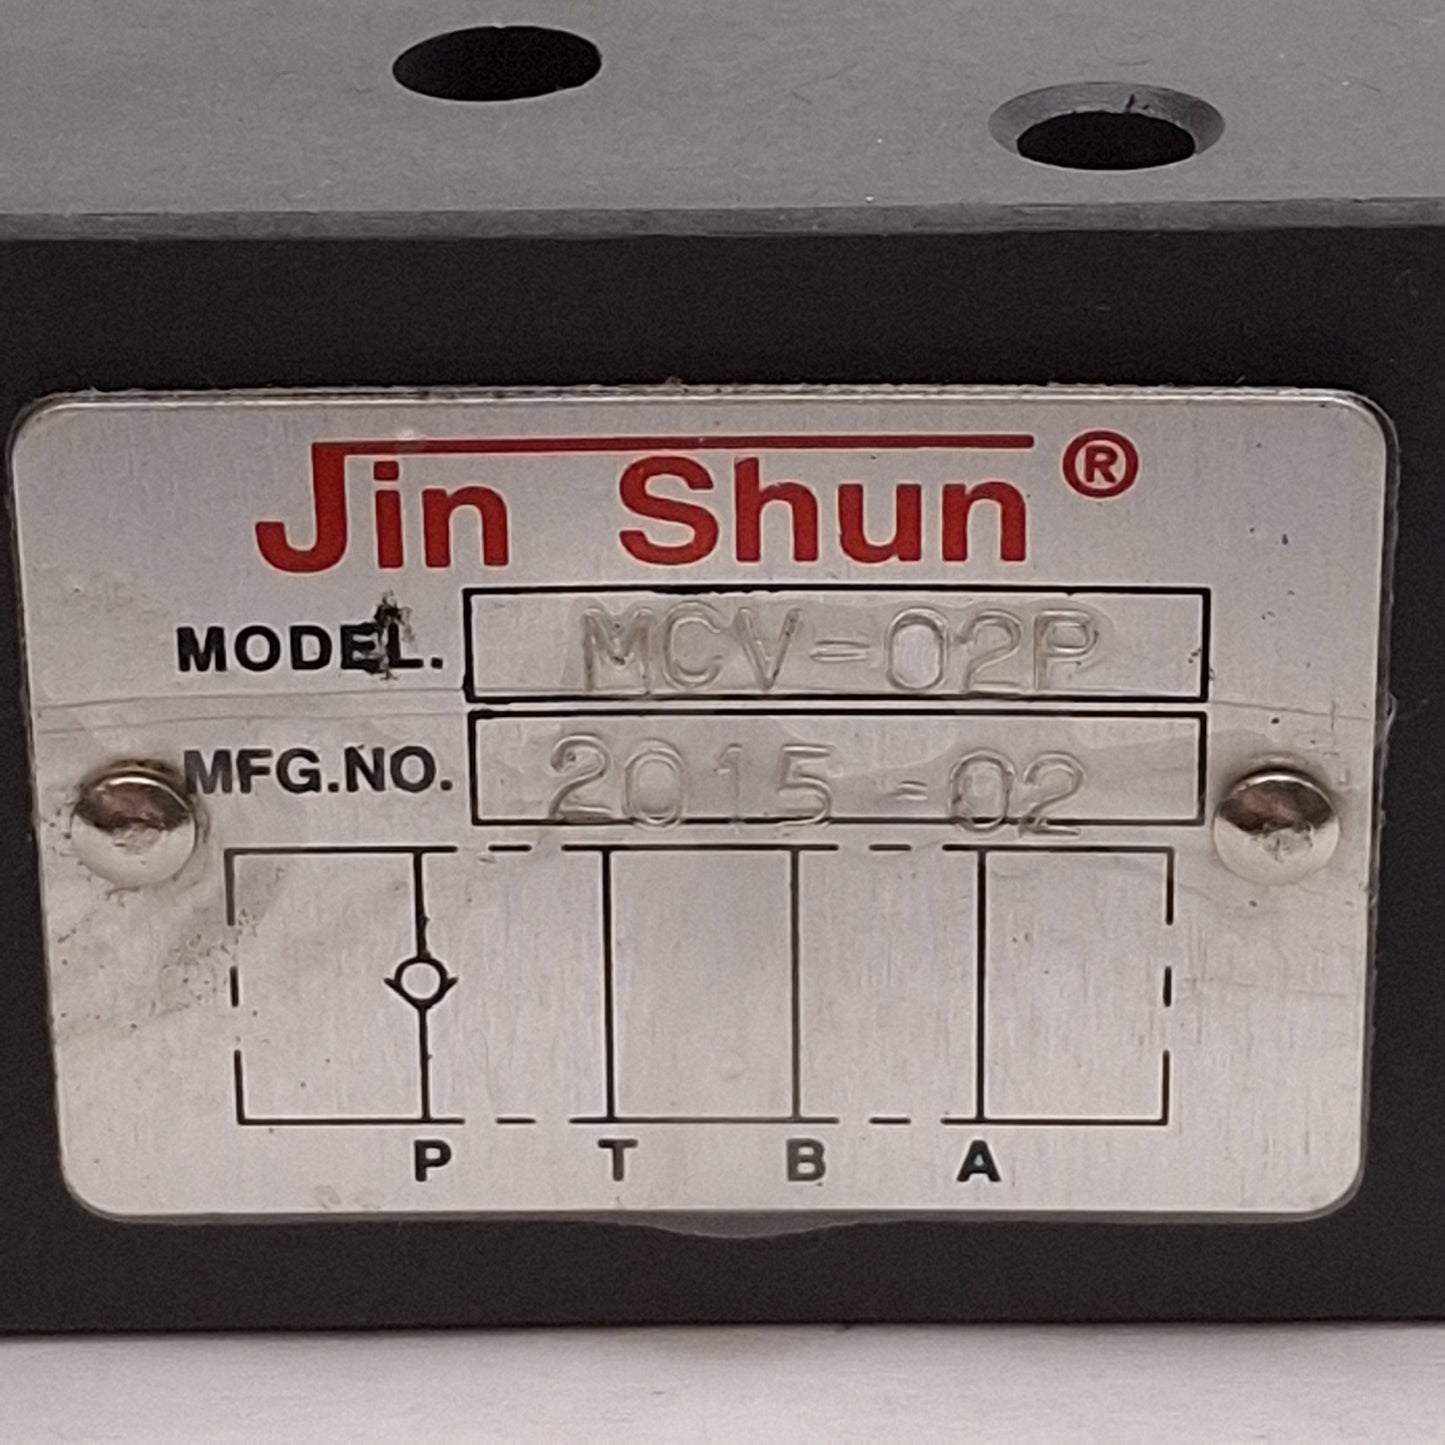 Jin Shun®
MODEL. MCV-02P
MFG.NO. 2015-02
P T B A